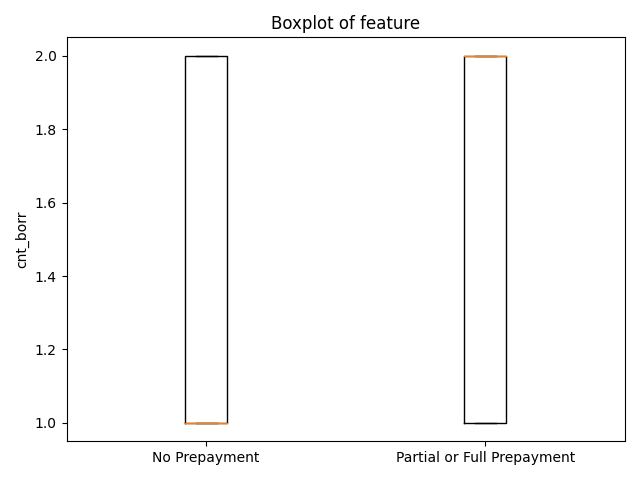 Boxplot of feature
cnt_borr
2.0
1.8
1.6
1.4
1.2
1.0
No Prepayment
Partial or Full Prepayment